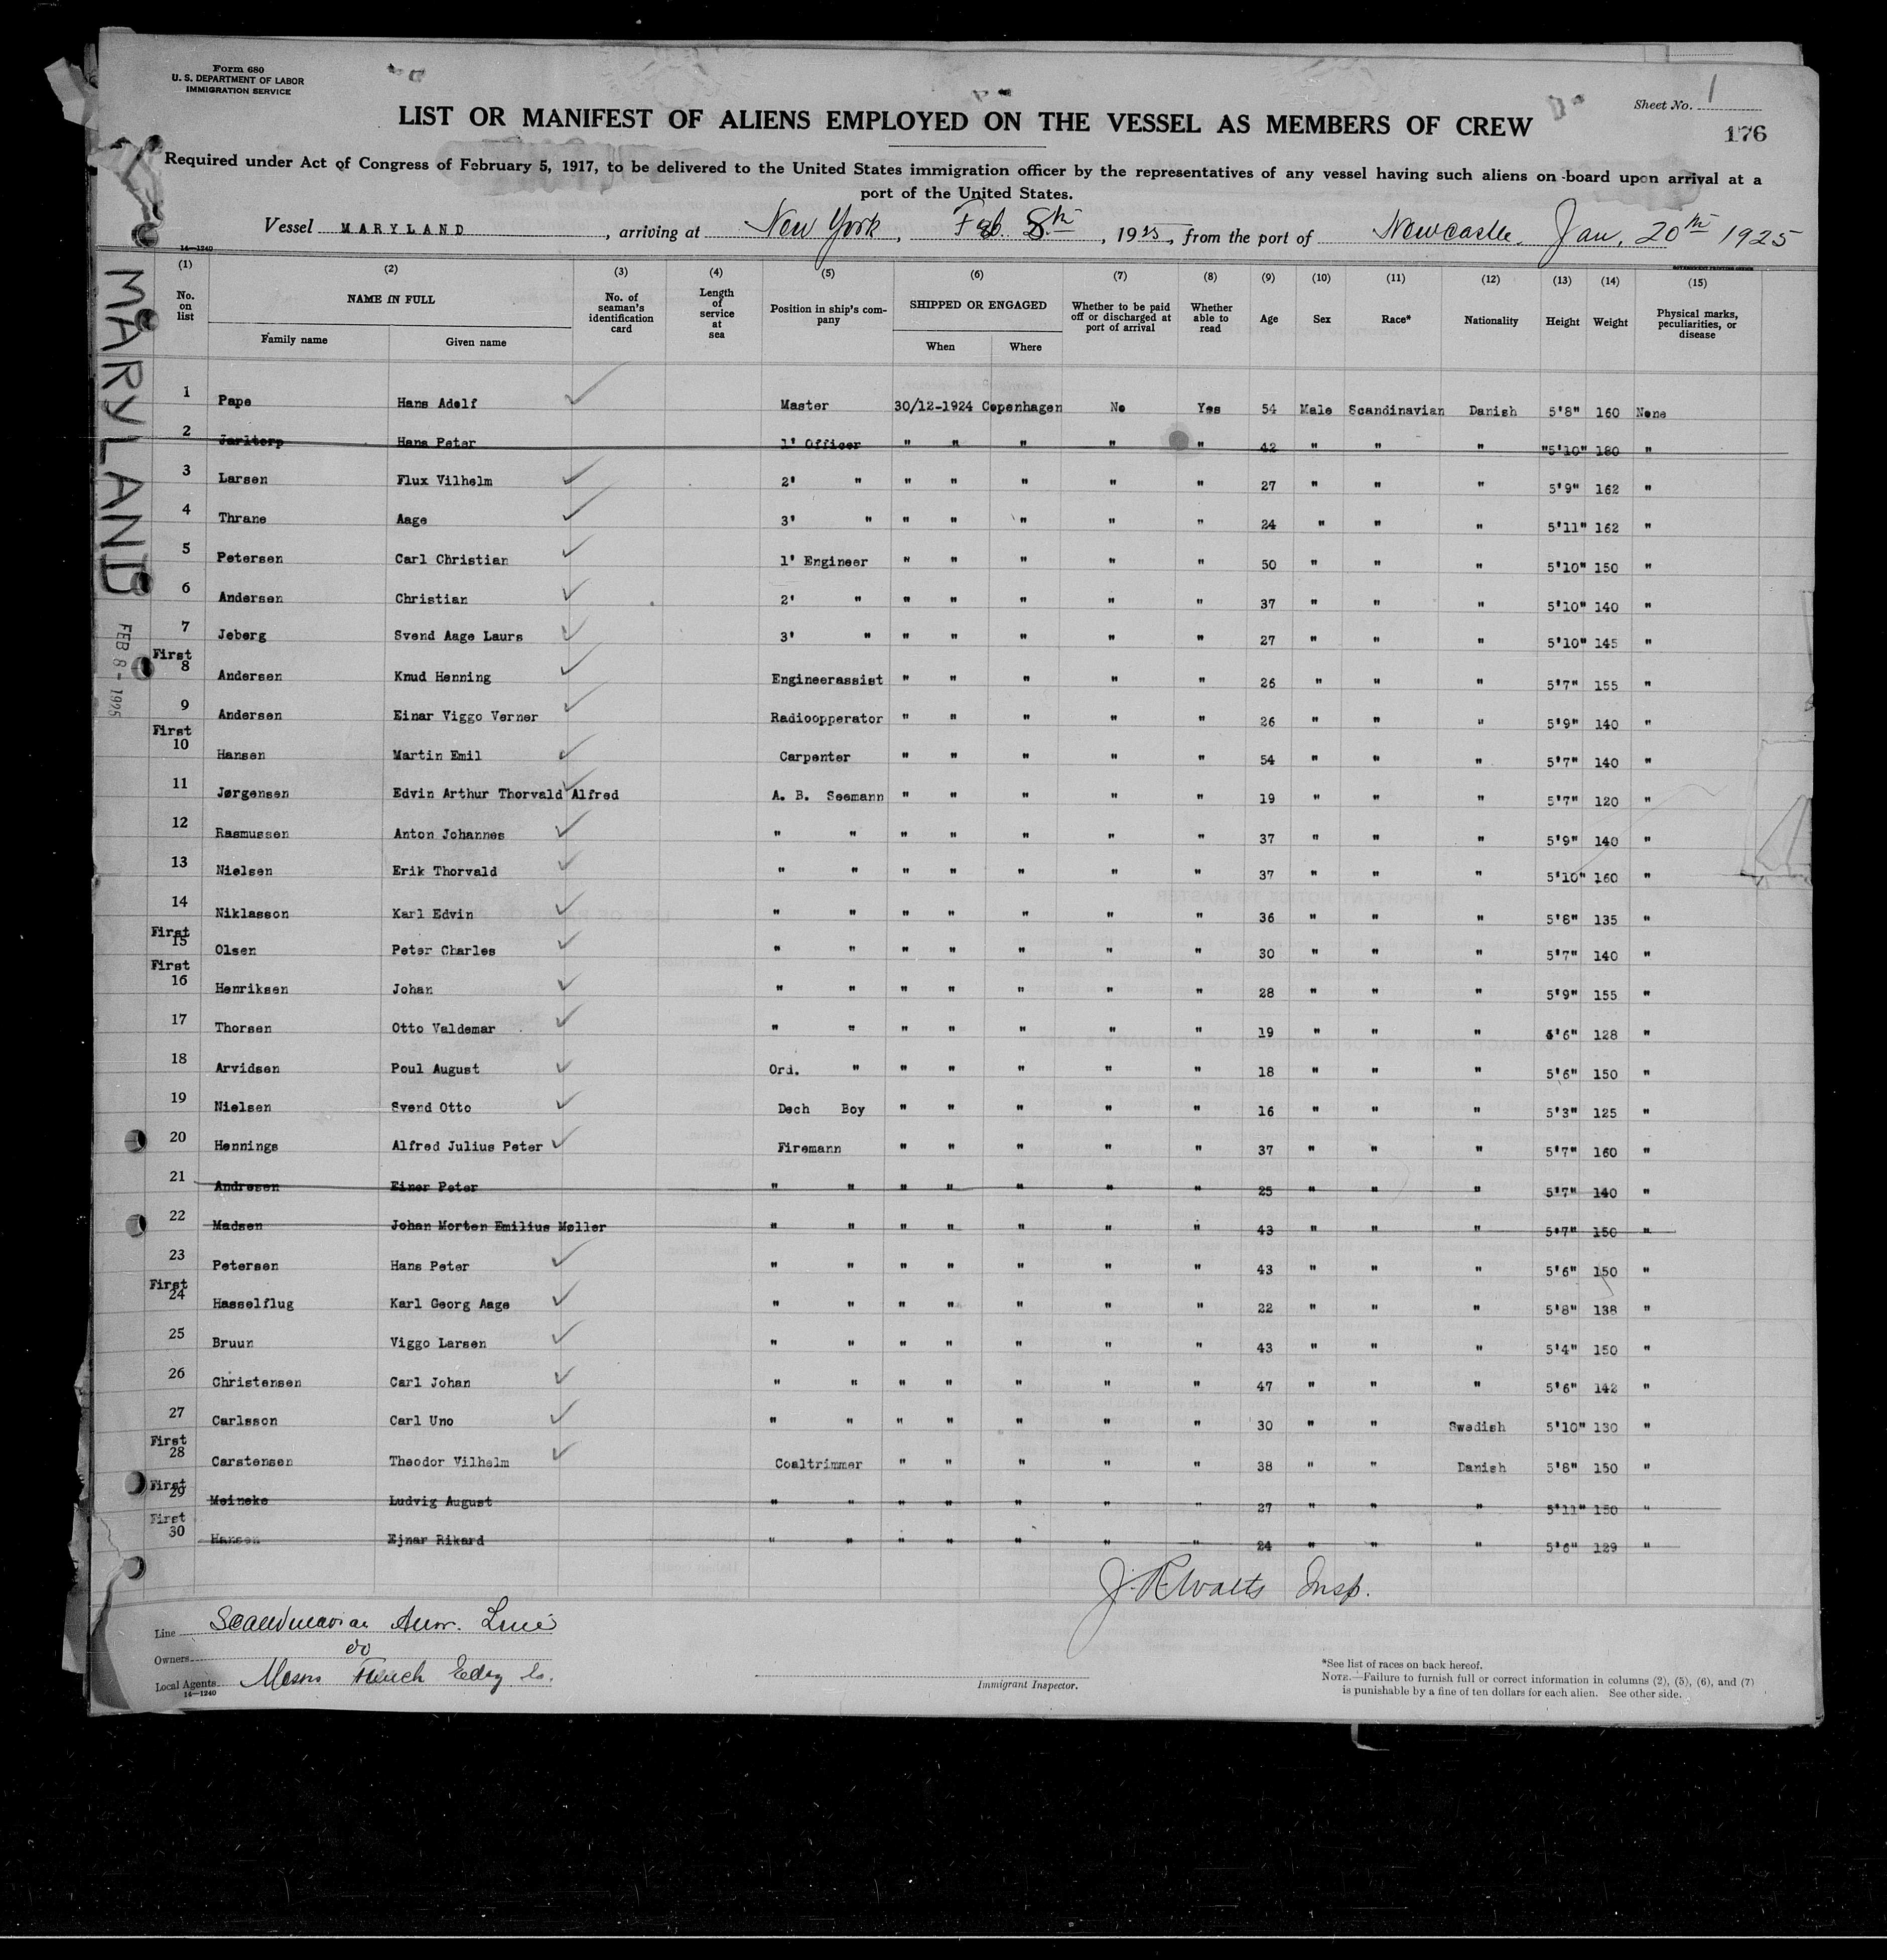 Form 680
U. S. DEPARTMENT OF LABOR
IMMIGRATION SERVICE
Sheet No. 1
176
LIST OR MANIFEST OF ALIENS EMPLOYED ON THE VESSEL AS MEMBERS OF CREW
Required under Act of Congress of February 5, 1917, to be delivered to the United States immigration officer by the representatives of any vessel having such aliens on board upon arrival at a
port of the United States.
Vessel MARYLAND, arriving at New York, Feb. 8th, 1925, from the port of Newcastle. Jan. 20th 1925
14—1240
GOVERNMENT PRINTING OFFICE
MARYLAND
FEB 8 - 1925
(1) (2) (3) (4) (5) (6) (7) (8) (9) (10) (11) (12) (13) (14) (15)
No. on list NAME IN FULL Family name Given name No. of seaman's identification card Length of service at sea Position in ship's company SHIPPED OR ENGAGED When Where Whether to be paid off or discharged at port of arrival Whether able to read Age Sex Race* Nationality Height Weight Physical marks, peculiarities, or disease
1 Pape Hans Adolf Master 30/12-1924 Copenhagen No Yes 54 Male Scandinavian Danish 5'8" 160 None
2 Jarltorp Hans Peter 1' Officer " " " " " 42 " " " "5'10" 180 "
3 Larsen Flux Vilhelm 2' " " " " " " 27 " " " 5'9" 162 "
4 Thrane Aage 3' " " " " " " 24 " " " 5'11" 162 "
5 Petersen Carl Christian 1' Engineer " " " " " 50 " " " 5'10" 150 "
6 Andersen Christian 2' " " " " " " 37 " " " 5'10" 140 "
7 Jeberg Svend Aage Laurs 3' " " " " " " 27 " " " 5'10" 145 "
First
8 Andersen Knud Henning Engineerassist " " " " " 26 " " " 5'7" 155 "
9 Andersen Einar Viggo Verner Radioopperator " " " " " 26 " " " 5'9" 140 "
First
10 Hansen Martin Emil Carpenter " " " " " 54 " " " 5'7" 140 "
11 Jørgensen Edvin Arthur Thorvald Alfred A. B. Seemann " " " " " 19 " " " 5'7" 120 "
12 Rasmussen Anton Johannes " " " " " " " 37 " " " 5'9" 140 "
13 Nielsen Erik Thorvald " " " " " " " 37 " " " 5'10" 160 "
14 Niklasson Karl Edvin " " " " " " " 36 " " " 5'8" 135 "
First
15 Olsen Peter Charles " " " " " " " 30 " " " 5'7" 140 "
First
16 Henriksen Johan " " " " " " " 28 " " " 5'9" 155 "
17 Thorsen Otto Valdemar " " " " " " " 19 " " " 5'6" 128 "
18 Arvidsen Poul August Ord. " " " " " " 18 " " " 5'6" 150 "
19 Nielsen Svend Otto Dech Boy " " " " " 16 " " " 5'3" 125 "
20 Hennings Alfred Julius Peter Firemann " " " " " 37 " " " 5'7" 160 "
21 Andresen Einer Peter " " " " " " " 25 " " " 5'7" 140 "
22 Madsen Johan Morten Emilius Møller " " " " " " " 43 " " " 5'7" 150 "
23 Petersen Hans Peter " " " " " " " 43 " " " 5'6" 150 "
First
24 Hasselflug Karl Georg Aage " " " " " " " 22 " " " 5'8" 138 "
25 Bruun Viggo Larsen " " " " " " " 43 " " " 5'4" 150 "
26 Christensen Carl Johan " " " " " " " 47 " " " 5'6" 142 "
27 Carlsson Carl Uno " " " " " " " 30 " " Swedish 5'10" 130 "
First
28 Carstensen Theodor Vilhelm Coaltrimmer " " " " " 38 " " Danish 5'8" 150 "
First
29 Meineke Ludvig August " " " " " " " 27 " " " 5'11" 150 "
First
30 Hansen Ejnar Rikard " " " " " " " 24 " " " 5'6" 129 "
J. R. Watts Insp.
Line Scandinavian Amr. Line
Owners do
Local Agents Messrs Funch Edey Co.
14—1240
Immigrant Inspector.
*See list of races on back hereof.
NOTE.—Failure to furnish full or correct information in columns (2), (5), (6), and (7)
is punishable by a fine of ten dollars for each alien. See other side.